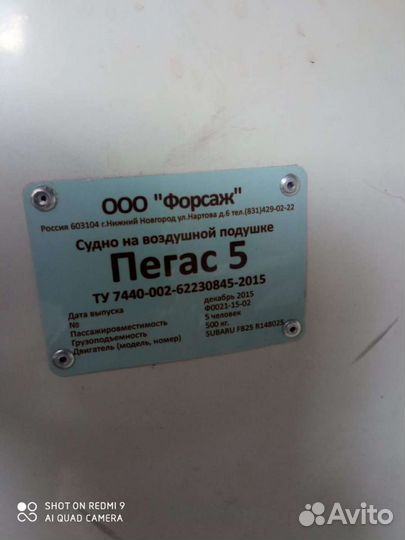 ООО "Форсаж"
Россия 603104 г.Нижний Новгород ул.Нартова д.6 тел.(831)429-02-22
Судно на воздушной подушке
Пегас 5
ТУ 7440-002-62230845-2015
Дата выпуска декабрь 2015
№ Ф0021-15-02
Пассажировместимость 5 человек
Грузоподъемность 500 кг.
Двигатель (модель, номер) SUBARU FB25 R148025
SHOT ON REDMI 9
AI QUAD CAMERA
Avito